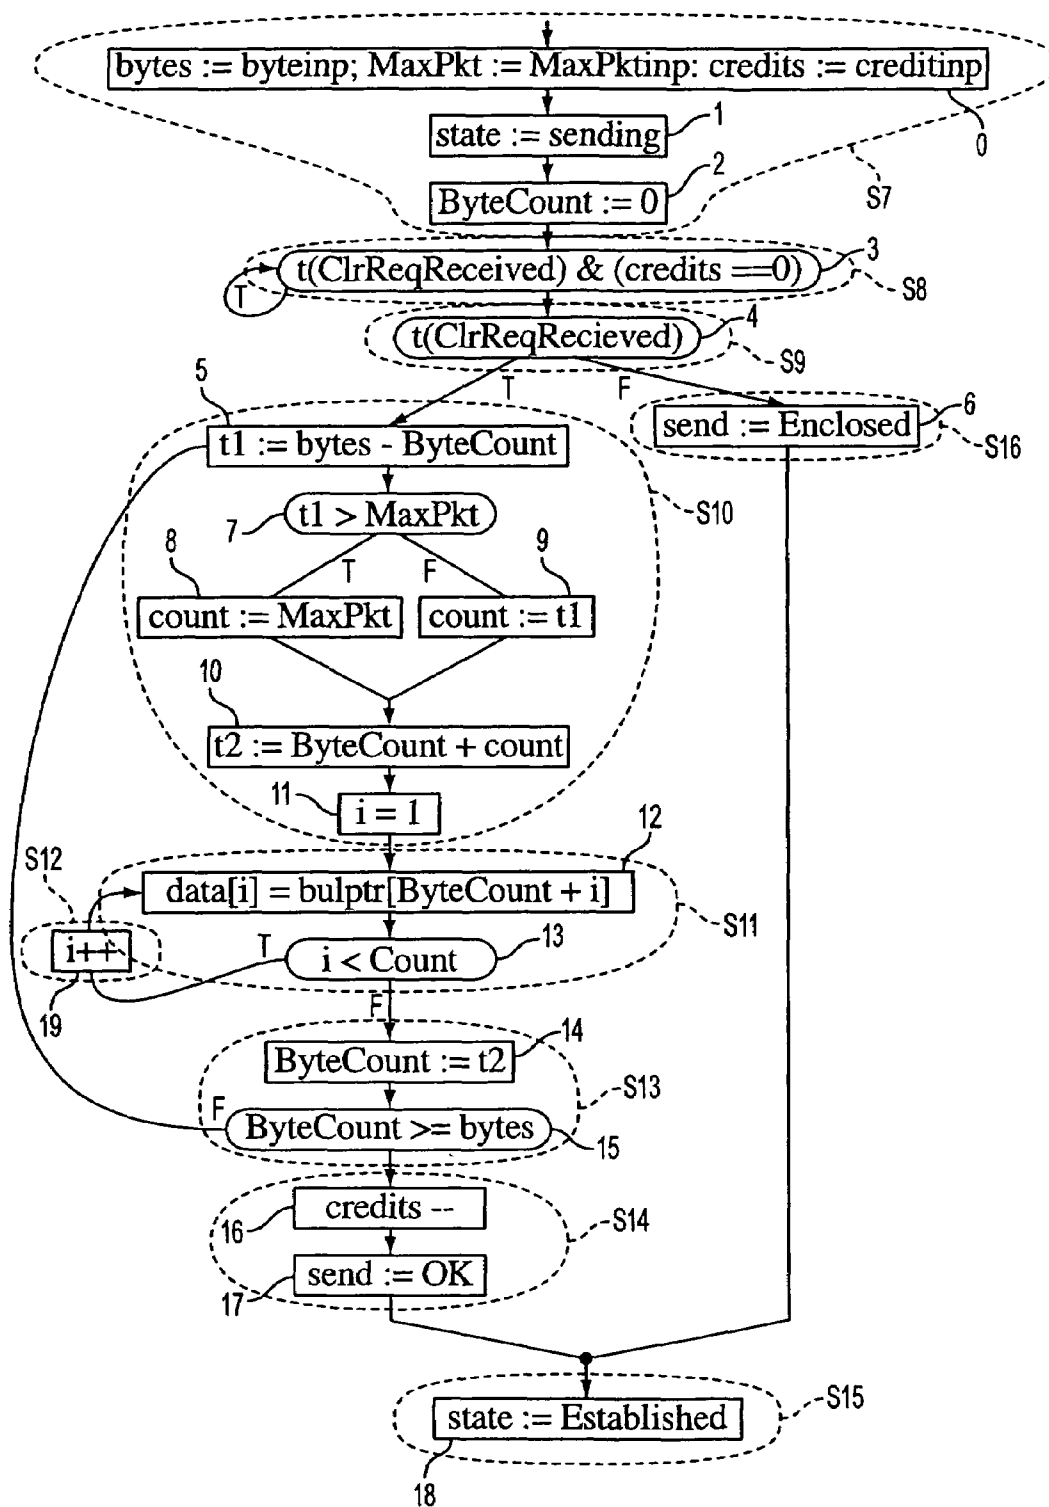 bytes := byteinp; MaxPkt := MaxPktinp: credits := creditinp
0
1
state := sending
2
ByteCount := 0
S7
3
t(ClrReqReceived) & (credits ==0)
T
S8
4
t(ClrReqRecieved)
S9
5
T
F
6
t1 := bytes - ByteCount
send := Enclosed
S16
S10
7
t1 > MaxPkt
8
T
F
9
count := MaxPkt
count := t1
10
t2 := ByteCount + count
11
i = 1
12
S12
data[i] = bulptr[ByteCount + i]
S11
i++
T
13
i < Count
19
F
14
ByteCount := t2
S13
F
ByteCount >= bytes
15
credits --
16
S14
send := OK
17
S15
state := Established
18